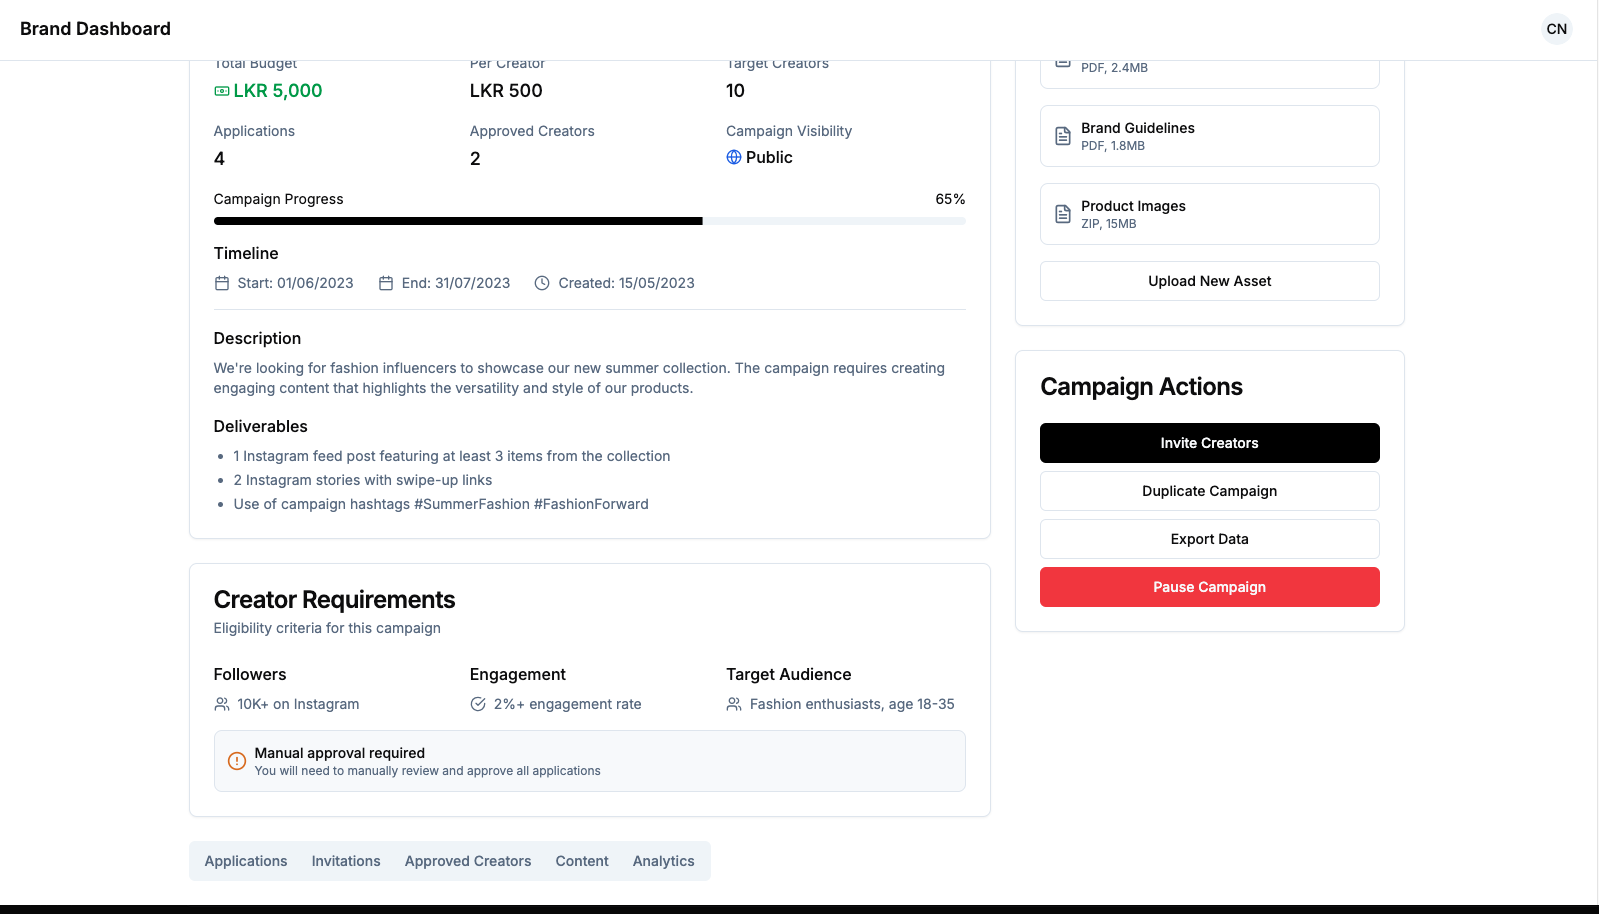 Brand Dashboard
CN
Total Budget
Per Creator
Target Creators
LKR 5,000
LKR 500
10
Applications
Approved Creators
Campaign Visibility
4
2
Public
Campaign Progress
65%
Timeline
Start: 01/06/2023
End: 31/07/2023
Created: 15/05/2023
Description
We're looking for fashion influencers to showcase our new summer collection. The campaign requires creating
engaging content that highlights the versatility and style of our products.
Deliverables
1 Instagram feed post featuring at least 3 items from the collection
2 Instagram stories with swipe-up links
Use of campaign hashtags #SummerFashion #FashionForward
Creator Requirements
Eligibility criteria for this campaign
Followers
Engagement
Target Audience
10K+ on Instagram
2%+ engagement rate
Fashion enthusiasts, age 18-35
Manual approval required
You will need to manually review and approve all applications
Applications
Invitations
Approved Creators
Content
Analytics
PDF, 2.4MB
Brand Guidelines
PDF, 1.8MB
Product Images
ZIP, 15MB
Upload New Asset
Campaign Actions
Invite Creators
Duplicate Campaign
Export Data
Pause Campaign